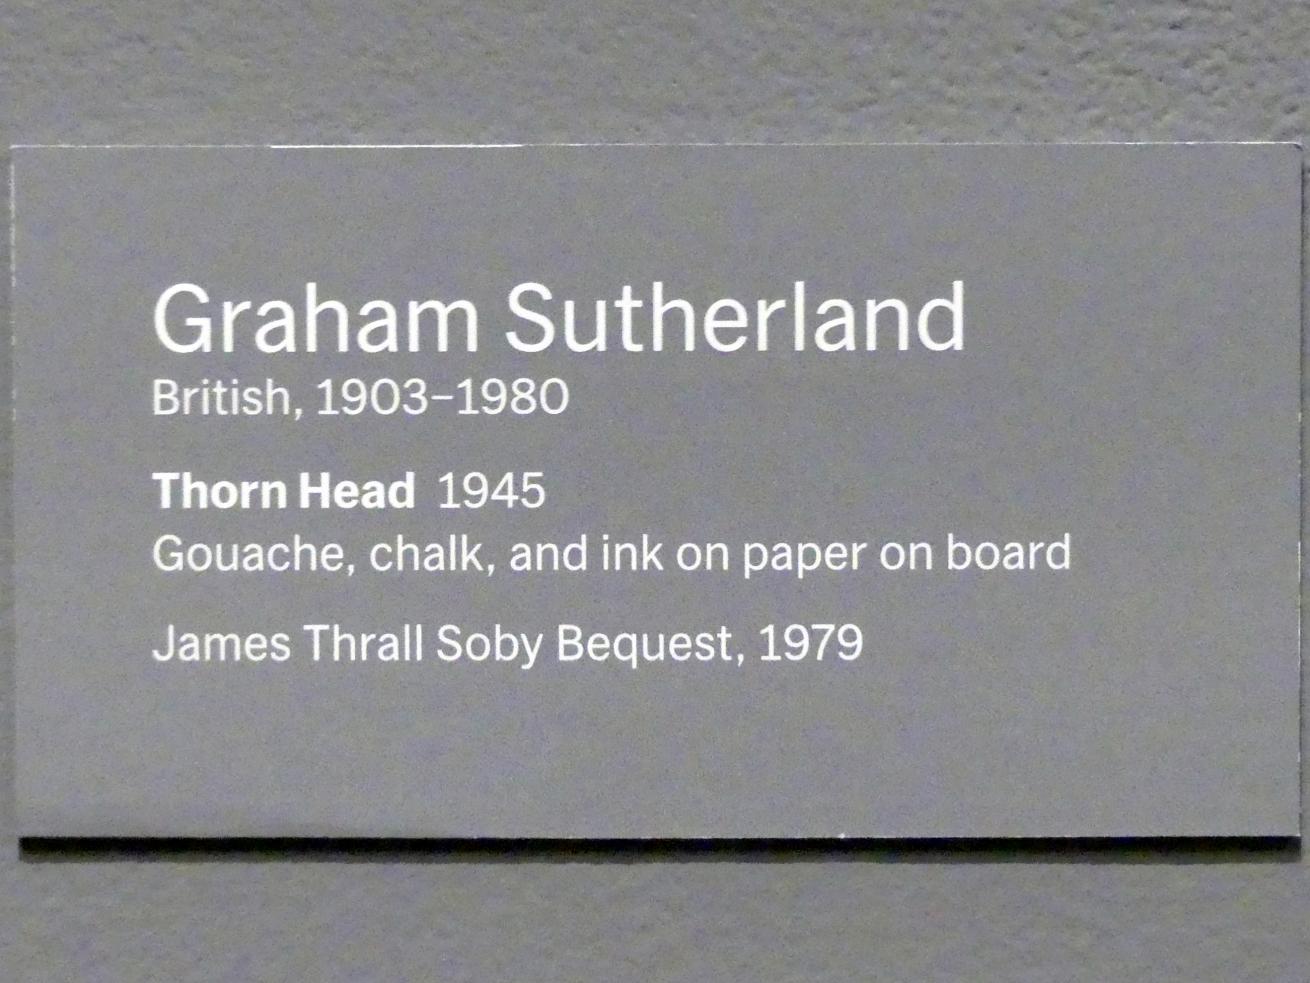 Graham Sutherland
British, 1903–1980
Thorn Head 1945
Gouache, chalk, and ink on paper on board
James Thrall Soby Bequest, 1979